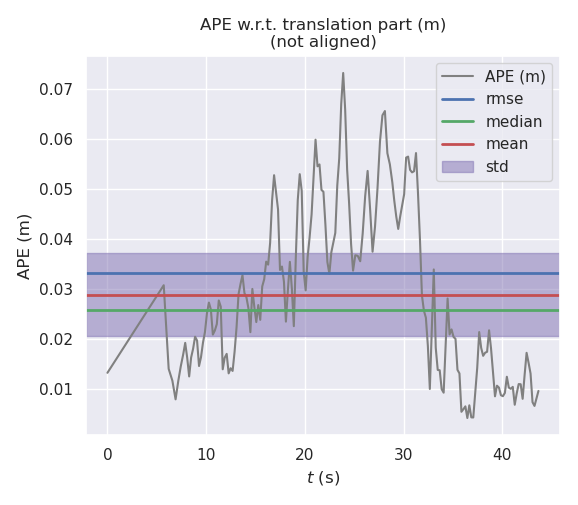 APE w.r.t. translation part (m)
(not aligned)
APE (m)
rmse
median
mean
std
APE (m)
0.07
0.06
0.05
0.04
0.03
0.02
0.01
0
10
20
30
40
t (s)